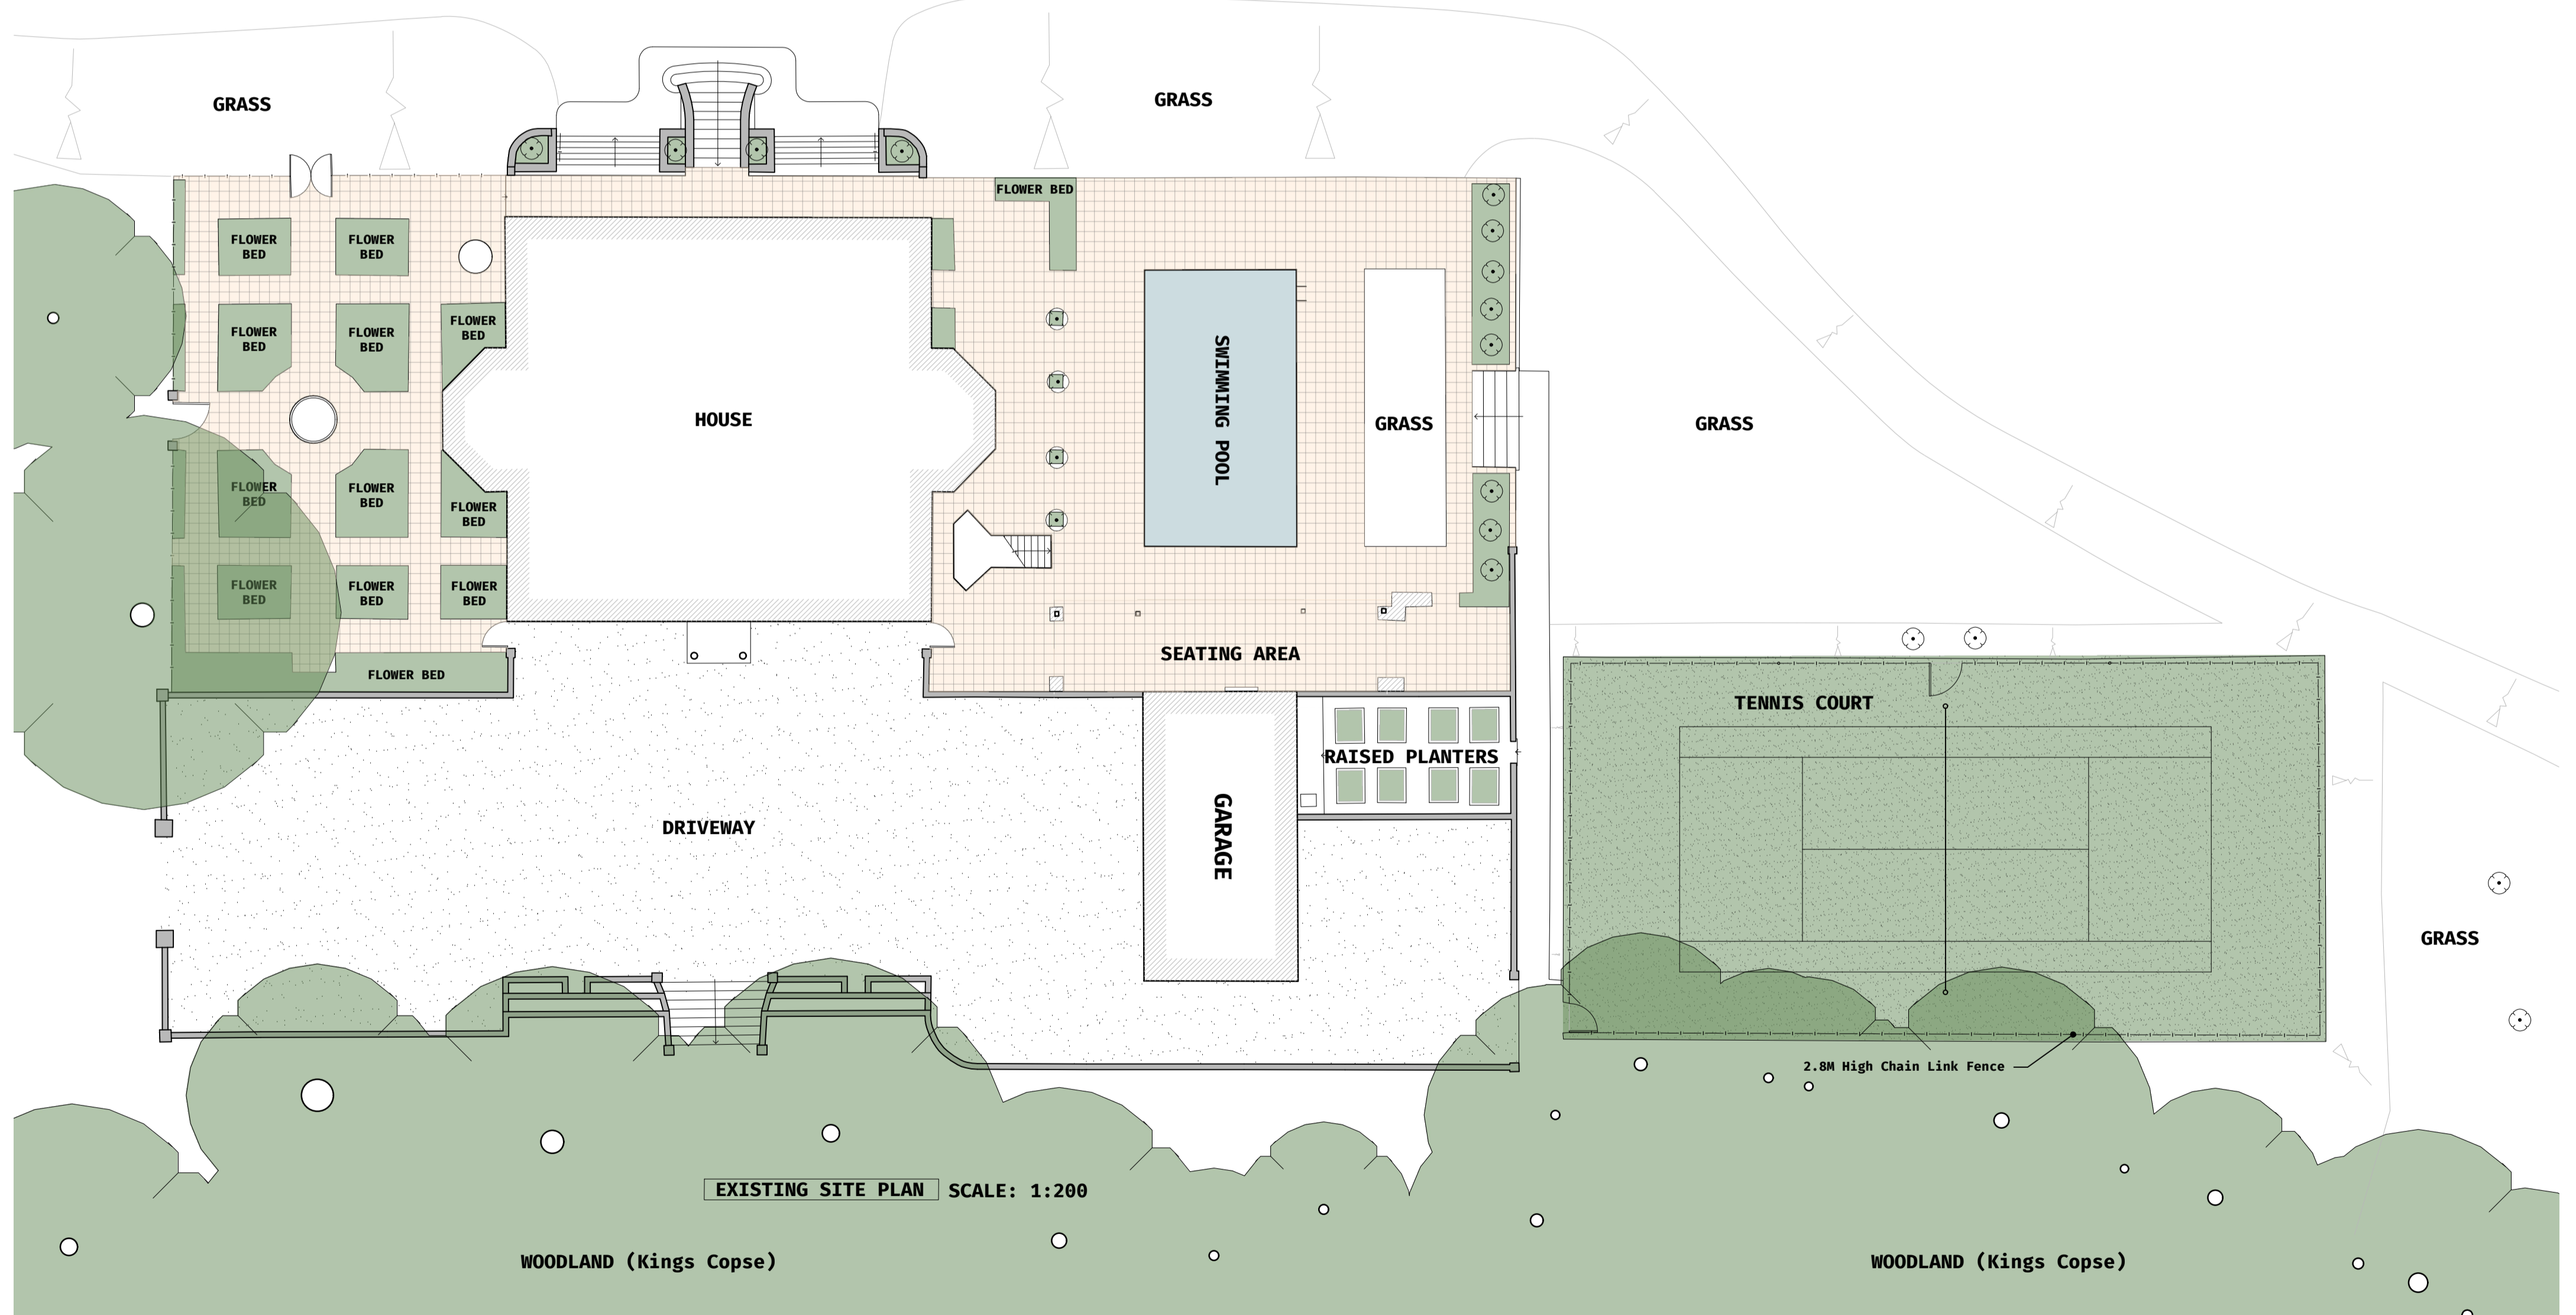 GRASS
GRASS
FLOWER BED
FLOWER
BED
FLOWER
BED
FLOWER
BED
FLOWER
BED
FLOWER
BED
HOUSE
SWIMMING POOL
GRASS
GRASS
FLOWER
BED
FLOWER
BED
FLOWER
BED
FLOWER
BED
FLOWER
BED
FLOWER
BED
SEATING AREA
FLOWER BED
TENNIS COURT
RAISED PLANTERS
DRIVEWAY
GARAGE
GRASS
2.8M High Chain Link Fence
EXISTING SITE PLAN SCALE: 1:200
WOODLAND (Kings Copse)
WOODLAND (Kings Copse)